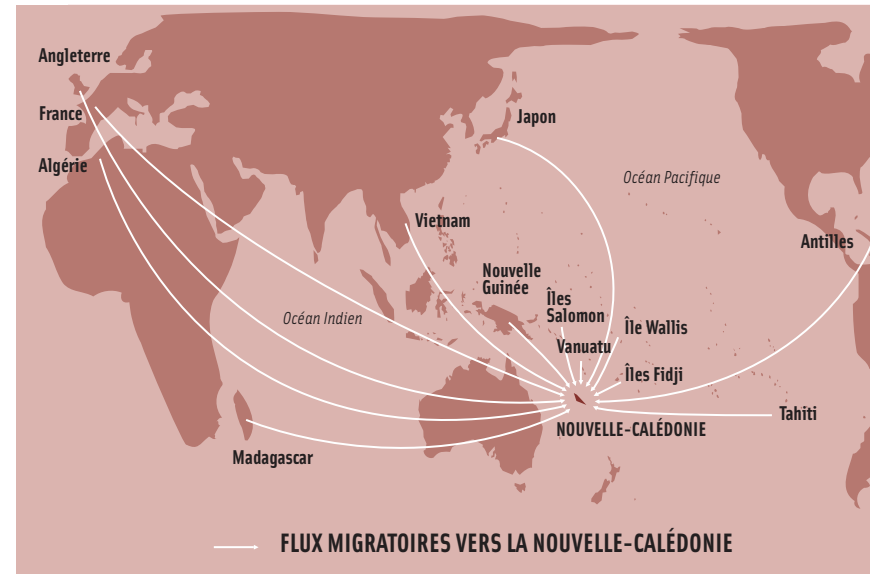 Angleterre
France
Algérie
Japon
Océan Pacifique
Vietnam
Antilles
Nouvelle
Guinée
Îles
Salomon
Océan Indien
Île Wallis
Vanuatu
Îles Fidji
Tahiti
NOUVELLE-CALÉDONIE
Madagascar
FLUX MIGRATOIRES VERS LA NOUVELLE-CALÉDONIE